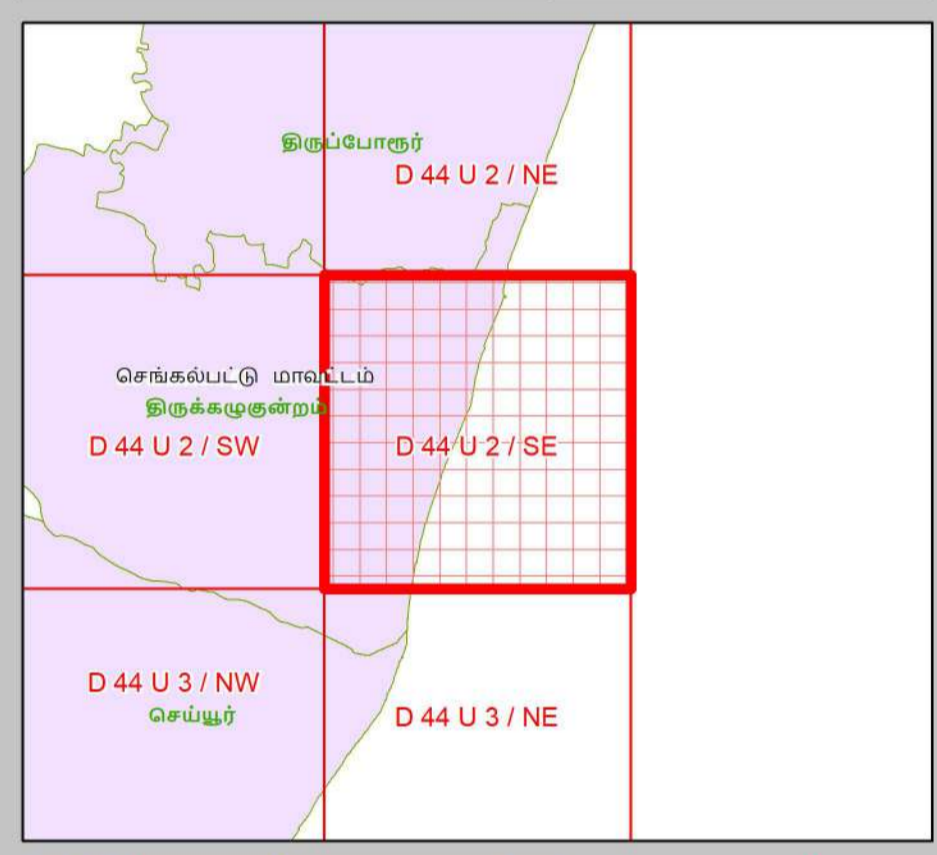 திருப்போரூர்
D 44 U 2 / NE
செங்கல்பட்டு மாவட்டம்
திருக்கழுகுன்றம்
D 44 U 2 / SW
D 44 U 2 / SE
D 44 U 3 / NW
செய்யூர்
D 44 U 3 / NE